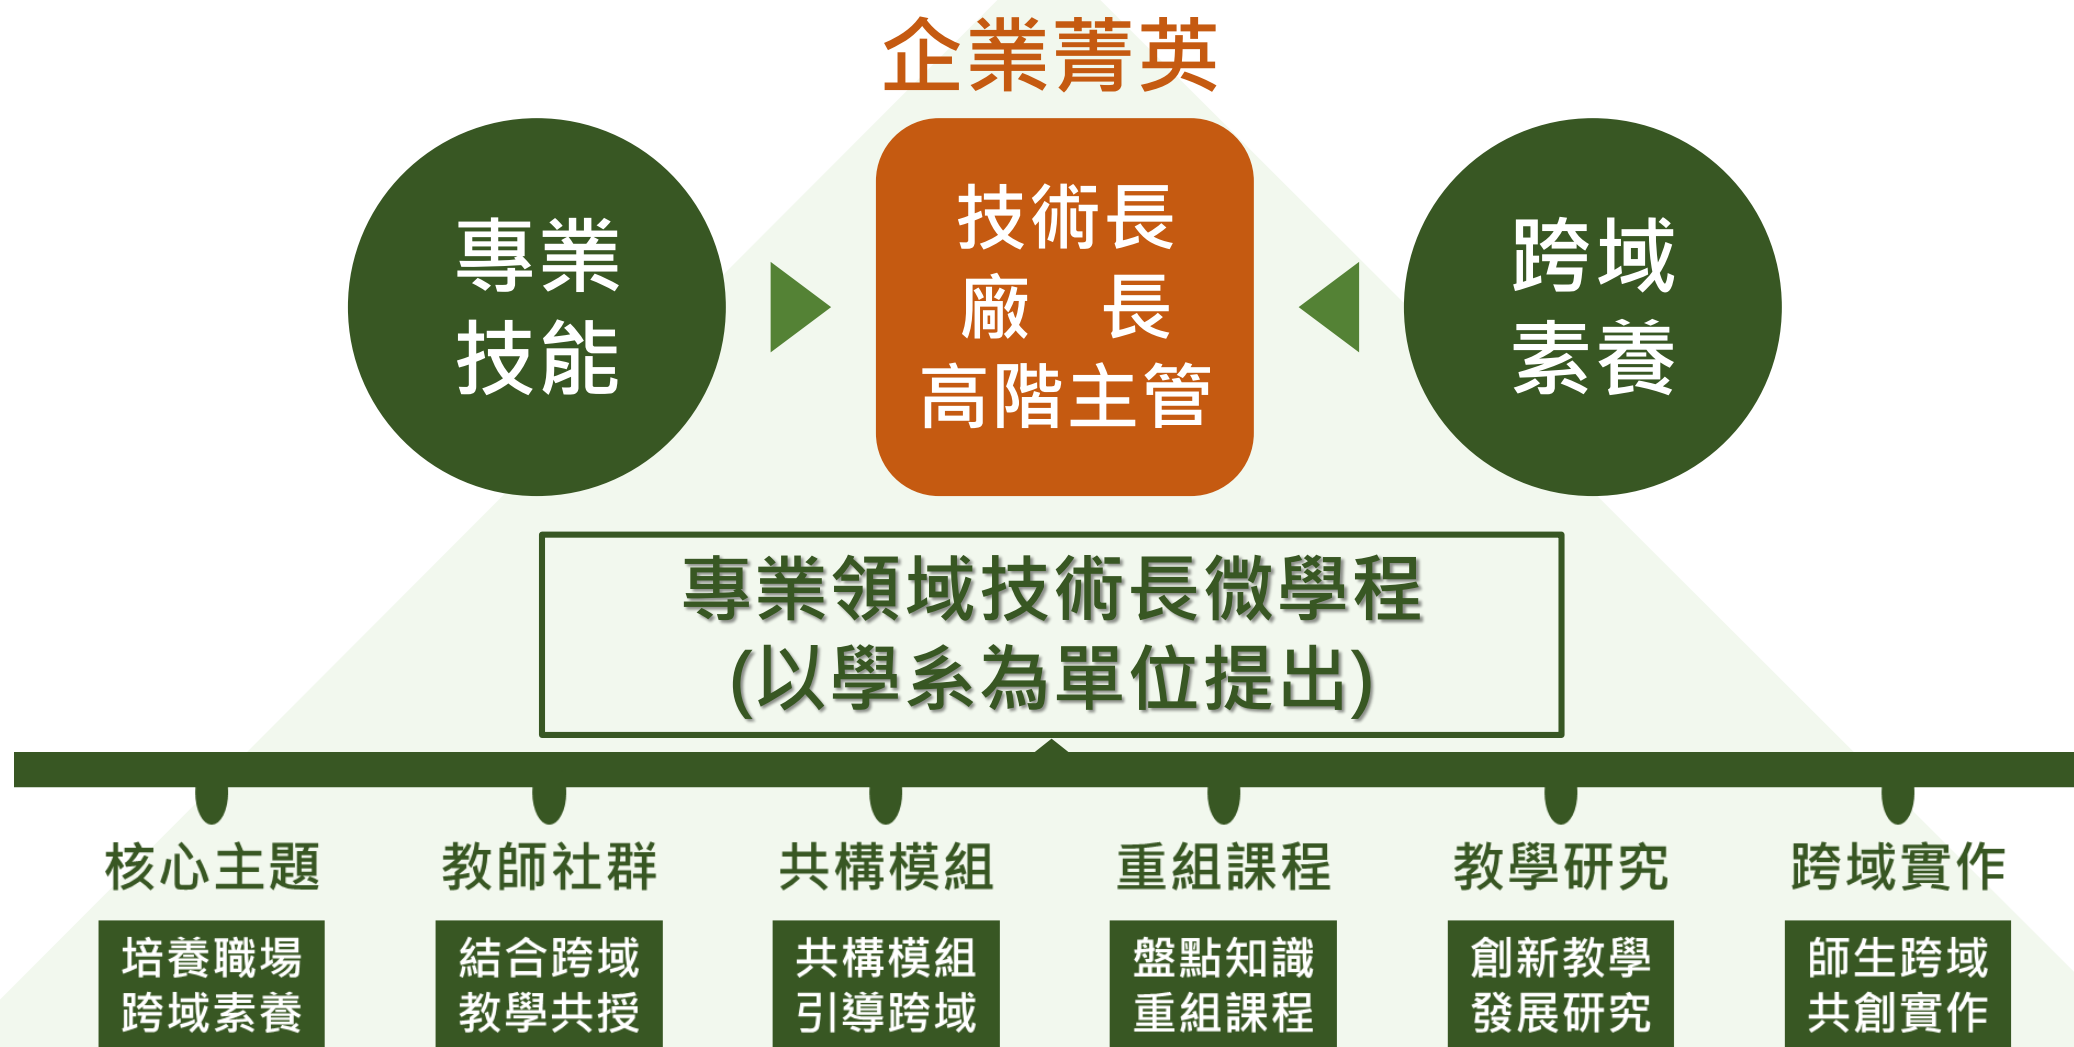 企業菁英
專業
技能
技術長
廠　長
高階主管
跨域
素養
專業領域技術長微學程
(以學系為單位提出)
核心主題
教師社群
共構模組
重組課程
教學研究
跨域實作
培養職場
跨域素養
結合跨域
教學共授
共構模組
引導跨域
盤點知識
重組課程
創新教學
發展研究
師生跨域
共創實作